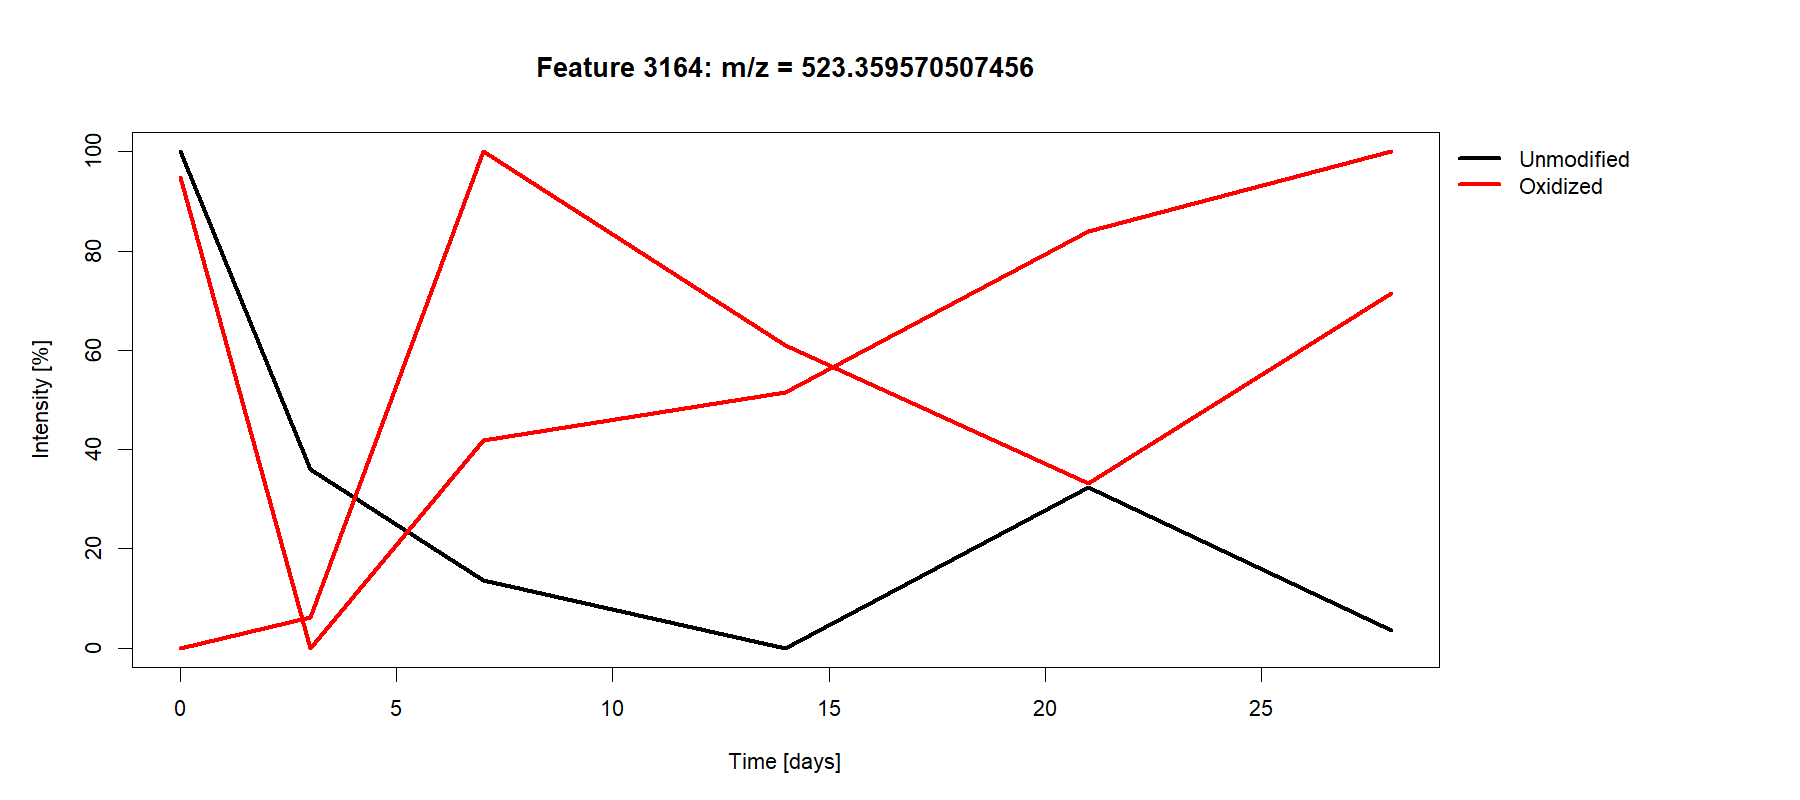 Feature 3164: m/z = 523.359570507456
Unmodified
Oxidized
100
80
60
40
20
0
Intensity [%]
0 5 10 15 20 25
Time [days]